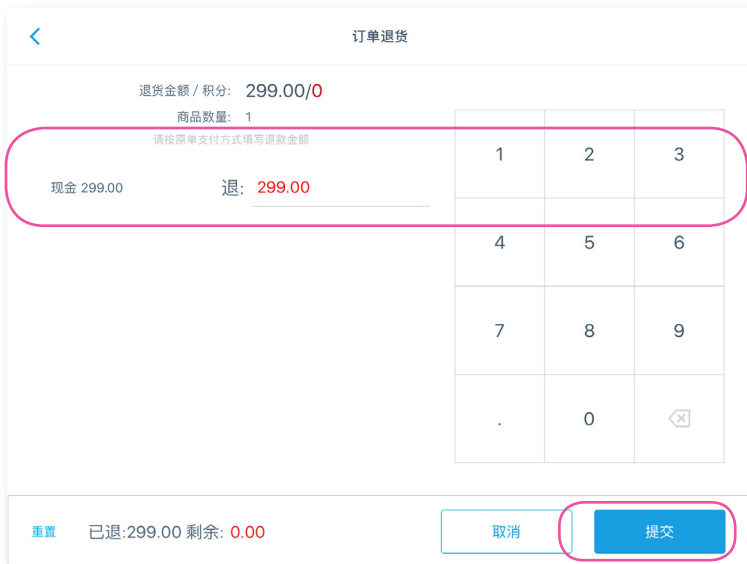 订单退货
退货金额 / 积分: 299.00/0
商品数量: 1
请按原单支付方式填写退款金额
现金 299.00 退: 299.00
1 2 3
4 5 6
7 8 9
. 0
重置 已退:299.00 剩余: 0.00 取消 提交